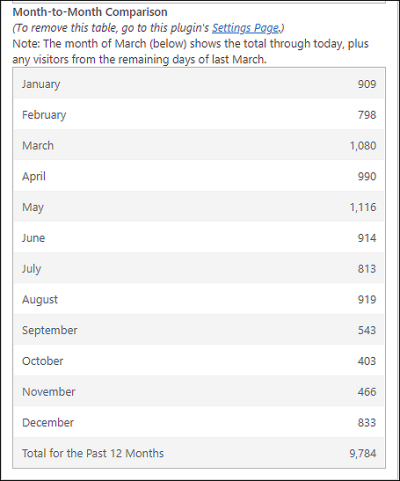 Month-to-Month Comparison
(To remove this table, go to this plugin's Settings Page.)
Note: The month of March (below) shows the total through today, plus
any visitors from the remaining days of last March.
January 909
February 798
March 1,080
April 990
May 1,116
June 914
July 813
August 919
September 543
October 403
November 466
December 833
Total for the Past 12 Months 9,784